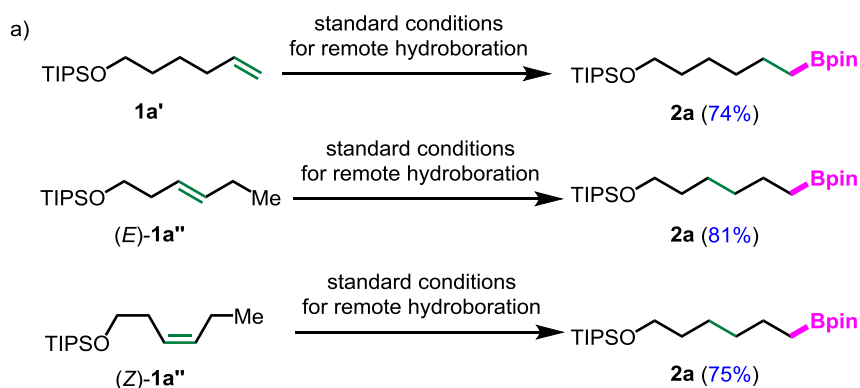 a)
standard conditions
for remote hydroboration
TIPSO
1a'
Bpin
TIPSO
2a (74%)
standard conditions
for remote hydroboration
TIPSO
Me
(E)-1a"
Bpin
TIPSO
2a (81%)
standard conditions
for remote hydroboration
Me
TIPSO
(Z)-1a"
Bpin
TIPSO
2a (75%)